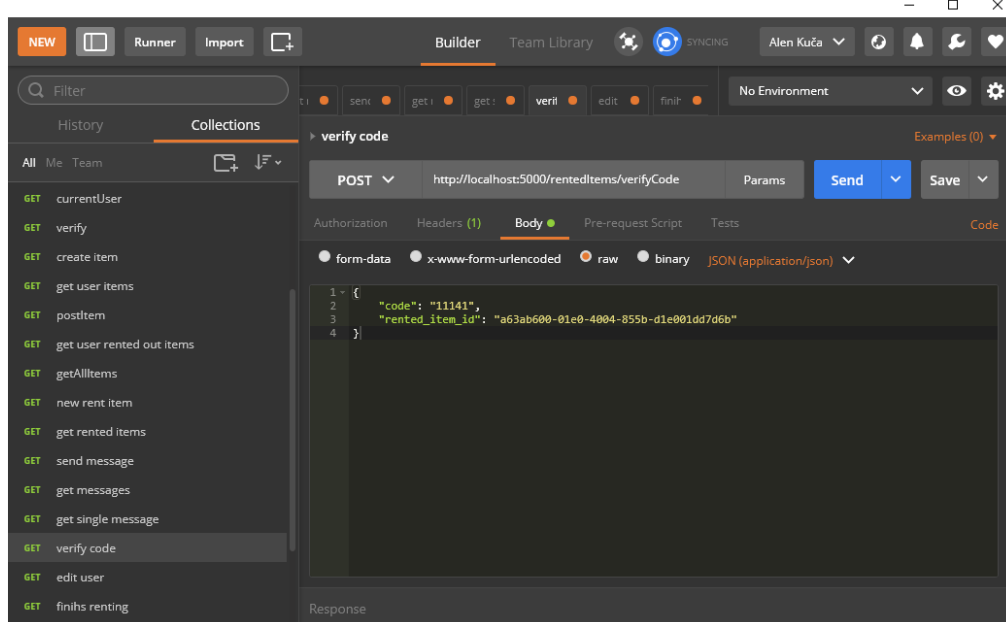 NEW Runner Import Builder Team Library SYNCING Alen Kuča
Filter
History Collections
All Me Team
GET currentUser
GET verify
GET create item
GET get user items
GET postItem
GET get user rented out items
GET getAllItems
GET new rent item
GET get rented items
GET send message
GET get messages
GET get single message
GET verify code
GET edit user
GET finihs renting
get edit No Environment
verify code Examples (0)
POST http://localhost:5000/rentedItems/verifyCode Params Send Save
Authorization Headers (1) Body Pre-request Script Tests Code
form-data x-www-form-urlencoded raw binary JSON (application/json)
1 {
2 "code": "11141",
3 "rented_item_id": "a63ab600-01e0-4004-855b-d1e001dd7d6b"
4 }
Response